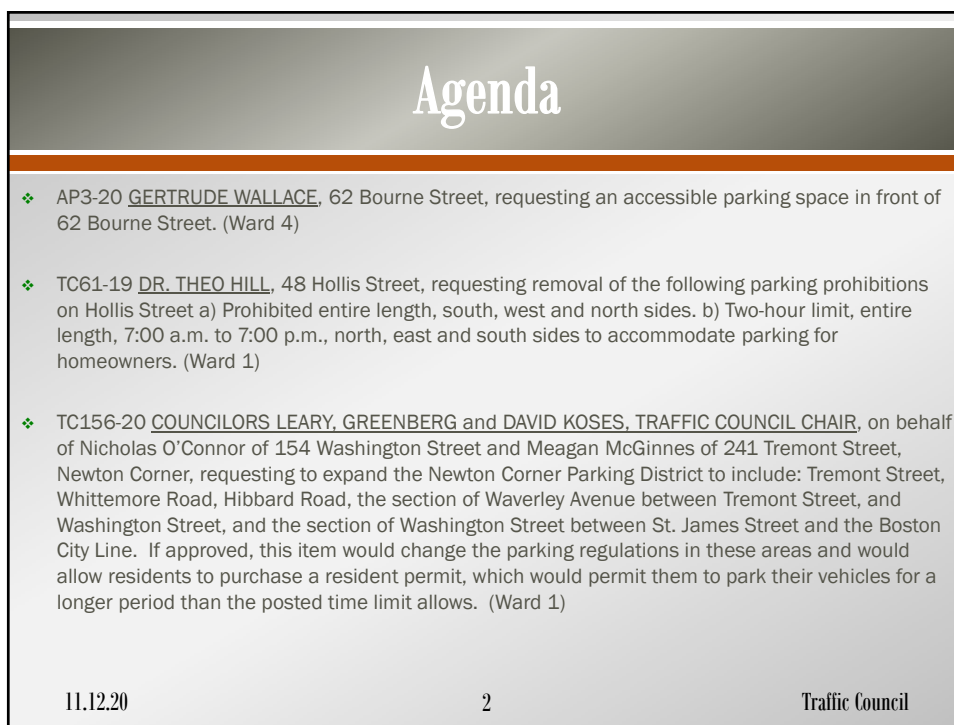 Agenda
❖ AP3-20 GERTRUDE WALLACE, 62 Bourne Street, requesting an accessible parking space in front of
62 Bourne Street. (Ward 4)
❖ TC61-19 DR. THEO HILL, 48 Hollis Street, requesting removal of the following parking prohibitions
on Hollis Street a) Prohibited entire length, south, west and north sides. b) Two-hour limit, entire
length, 7:00 a.m. to 7:00 p.m., north, east and south sides to accommodate parking for
homeowners. (Ward 1)
❖ TC156-20 COUNCILORS LEARY, GREENBERG and DAVID KOSES, TRAFFIC COUNCIL CHAIR, on behalf
of Nicholas O’Connor of 154 Washington Street and Meagan McGinnes of 241 Tremont Street,
Newton Corner, requesting to expand the Newton Corner Parking District to include: Tremont Street,
Whittemore Road, Hibbard Road, the section of Waverley Avenue between Tremont Street, and
Washington Street, and the section of Washington Street between St. James Street and the Boston
City Line. If approved, this item would change the parking regulations in these areas and would
allow residents to purchase a resident permit, which would permit them to park their vehicles for a
longer period than the posted time limit allows. (Ward 1)
11.12.20 2 Traffic Council